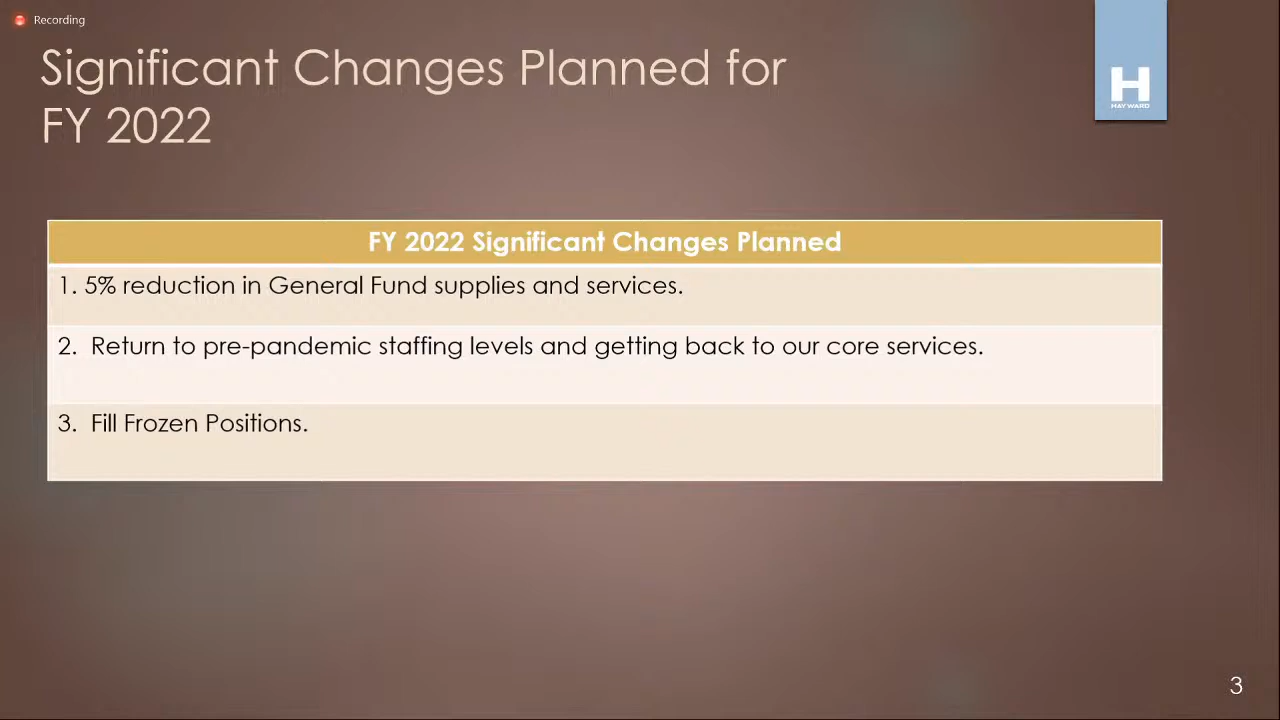 Recording
Significant Changes Planned for
FY 2022
H
HAYWARD
FY 2022 Significant Changes Planned
1. 5% reduction in General Fund supplies and services.
2. Return to pre-pandemic staffing levels and getting back to our core services.
3. Fill Frozen Positions.
3